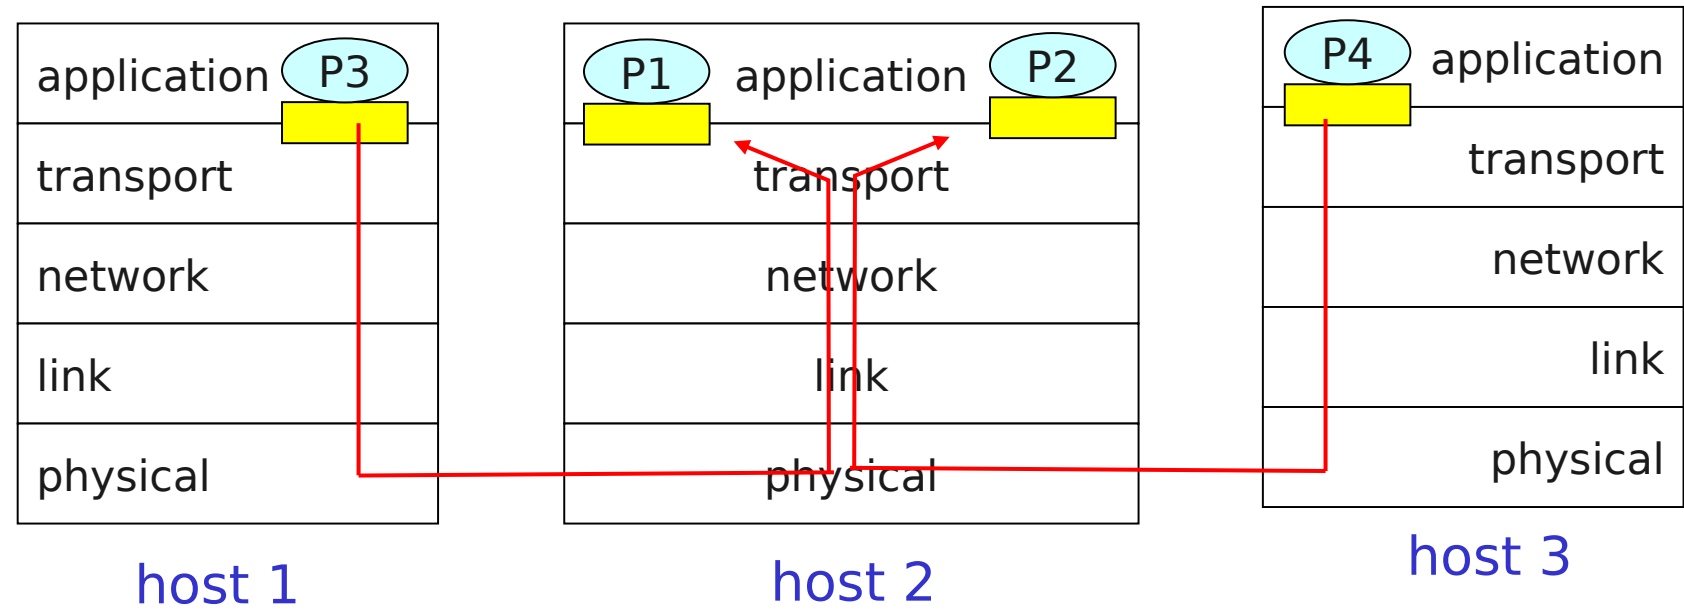 application
P3
transport
network
link
physical
host 1
P1
application
P2
transport
network
link
physical
host 2
P4
application
transport
network
link
physical
host 3